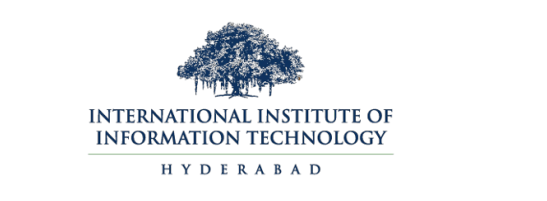 INTERNATIONAL INSTITUTE OF
INFORMATION TECHNOLOGY
HYDERABAD